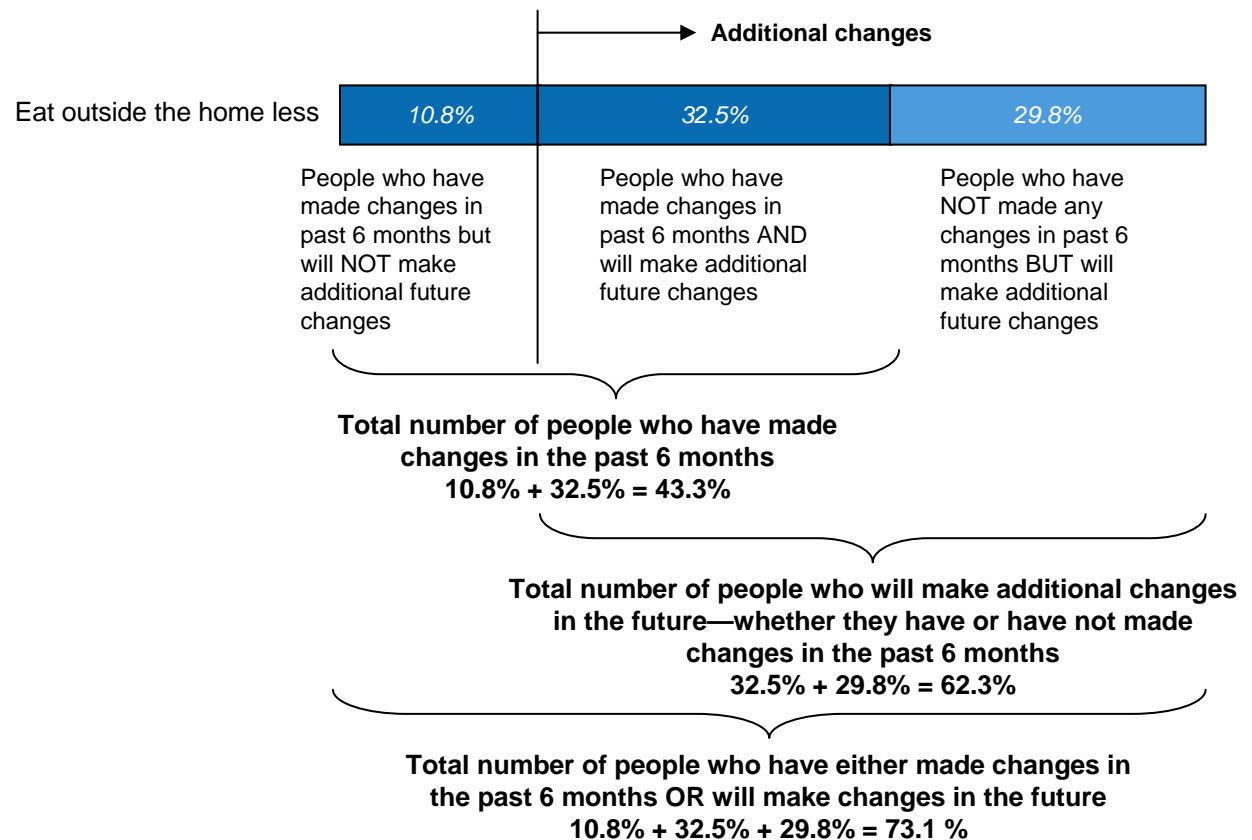 Additional changes
Eat outside the home less
10.8%
32.5%
29.8%
People who have
made changes in
past 6 months but
will NOT make
additional future
changes
People who have
made changes in
past 6 months AND
will make additional
future changes
People who have
NOT made any
changes in past 6
months BUT will
make additional
future changes
Total number of people who have made
changes in the past 6 months
10.8% + 32.5% = 43.3%
Total number of people who will make additional changes
in the future—whether they have or have not made
changes in the past 6 months
32.5% + 29.8% = 62.3%
Total number of people who have either made changes in
the past 6 months OR will make changes in the future
10.8% + 32.5% + 29.8% = 73.1 %